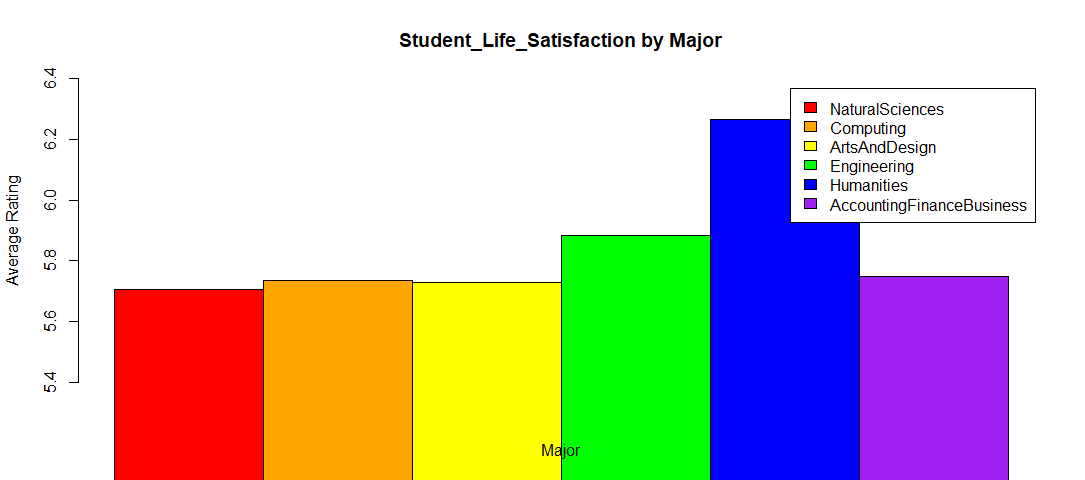 Student_Life_Satisfaction by Major
Average Rating
6.4
6.2
6.0
5.8
5.6
5.4
NaturalSciences
Computing
ArtsAndDesign
Engineering
Humanities
AccountingFinanceBusiness
Major